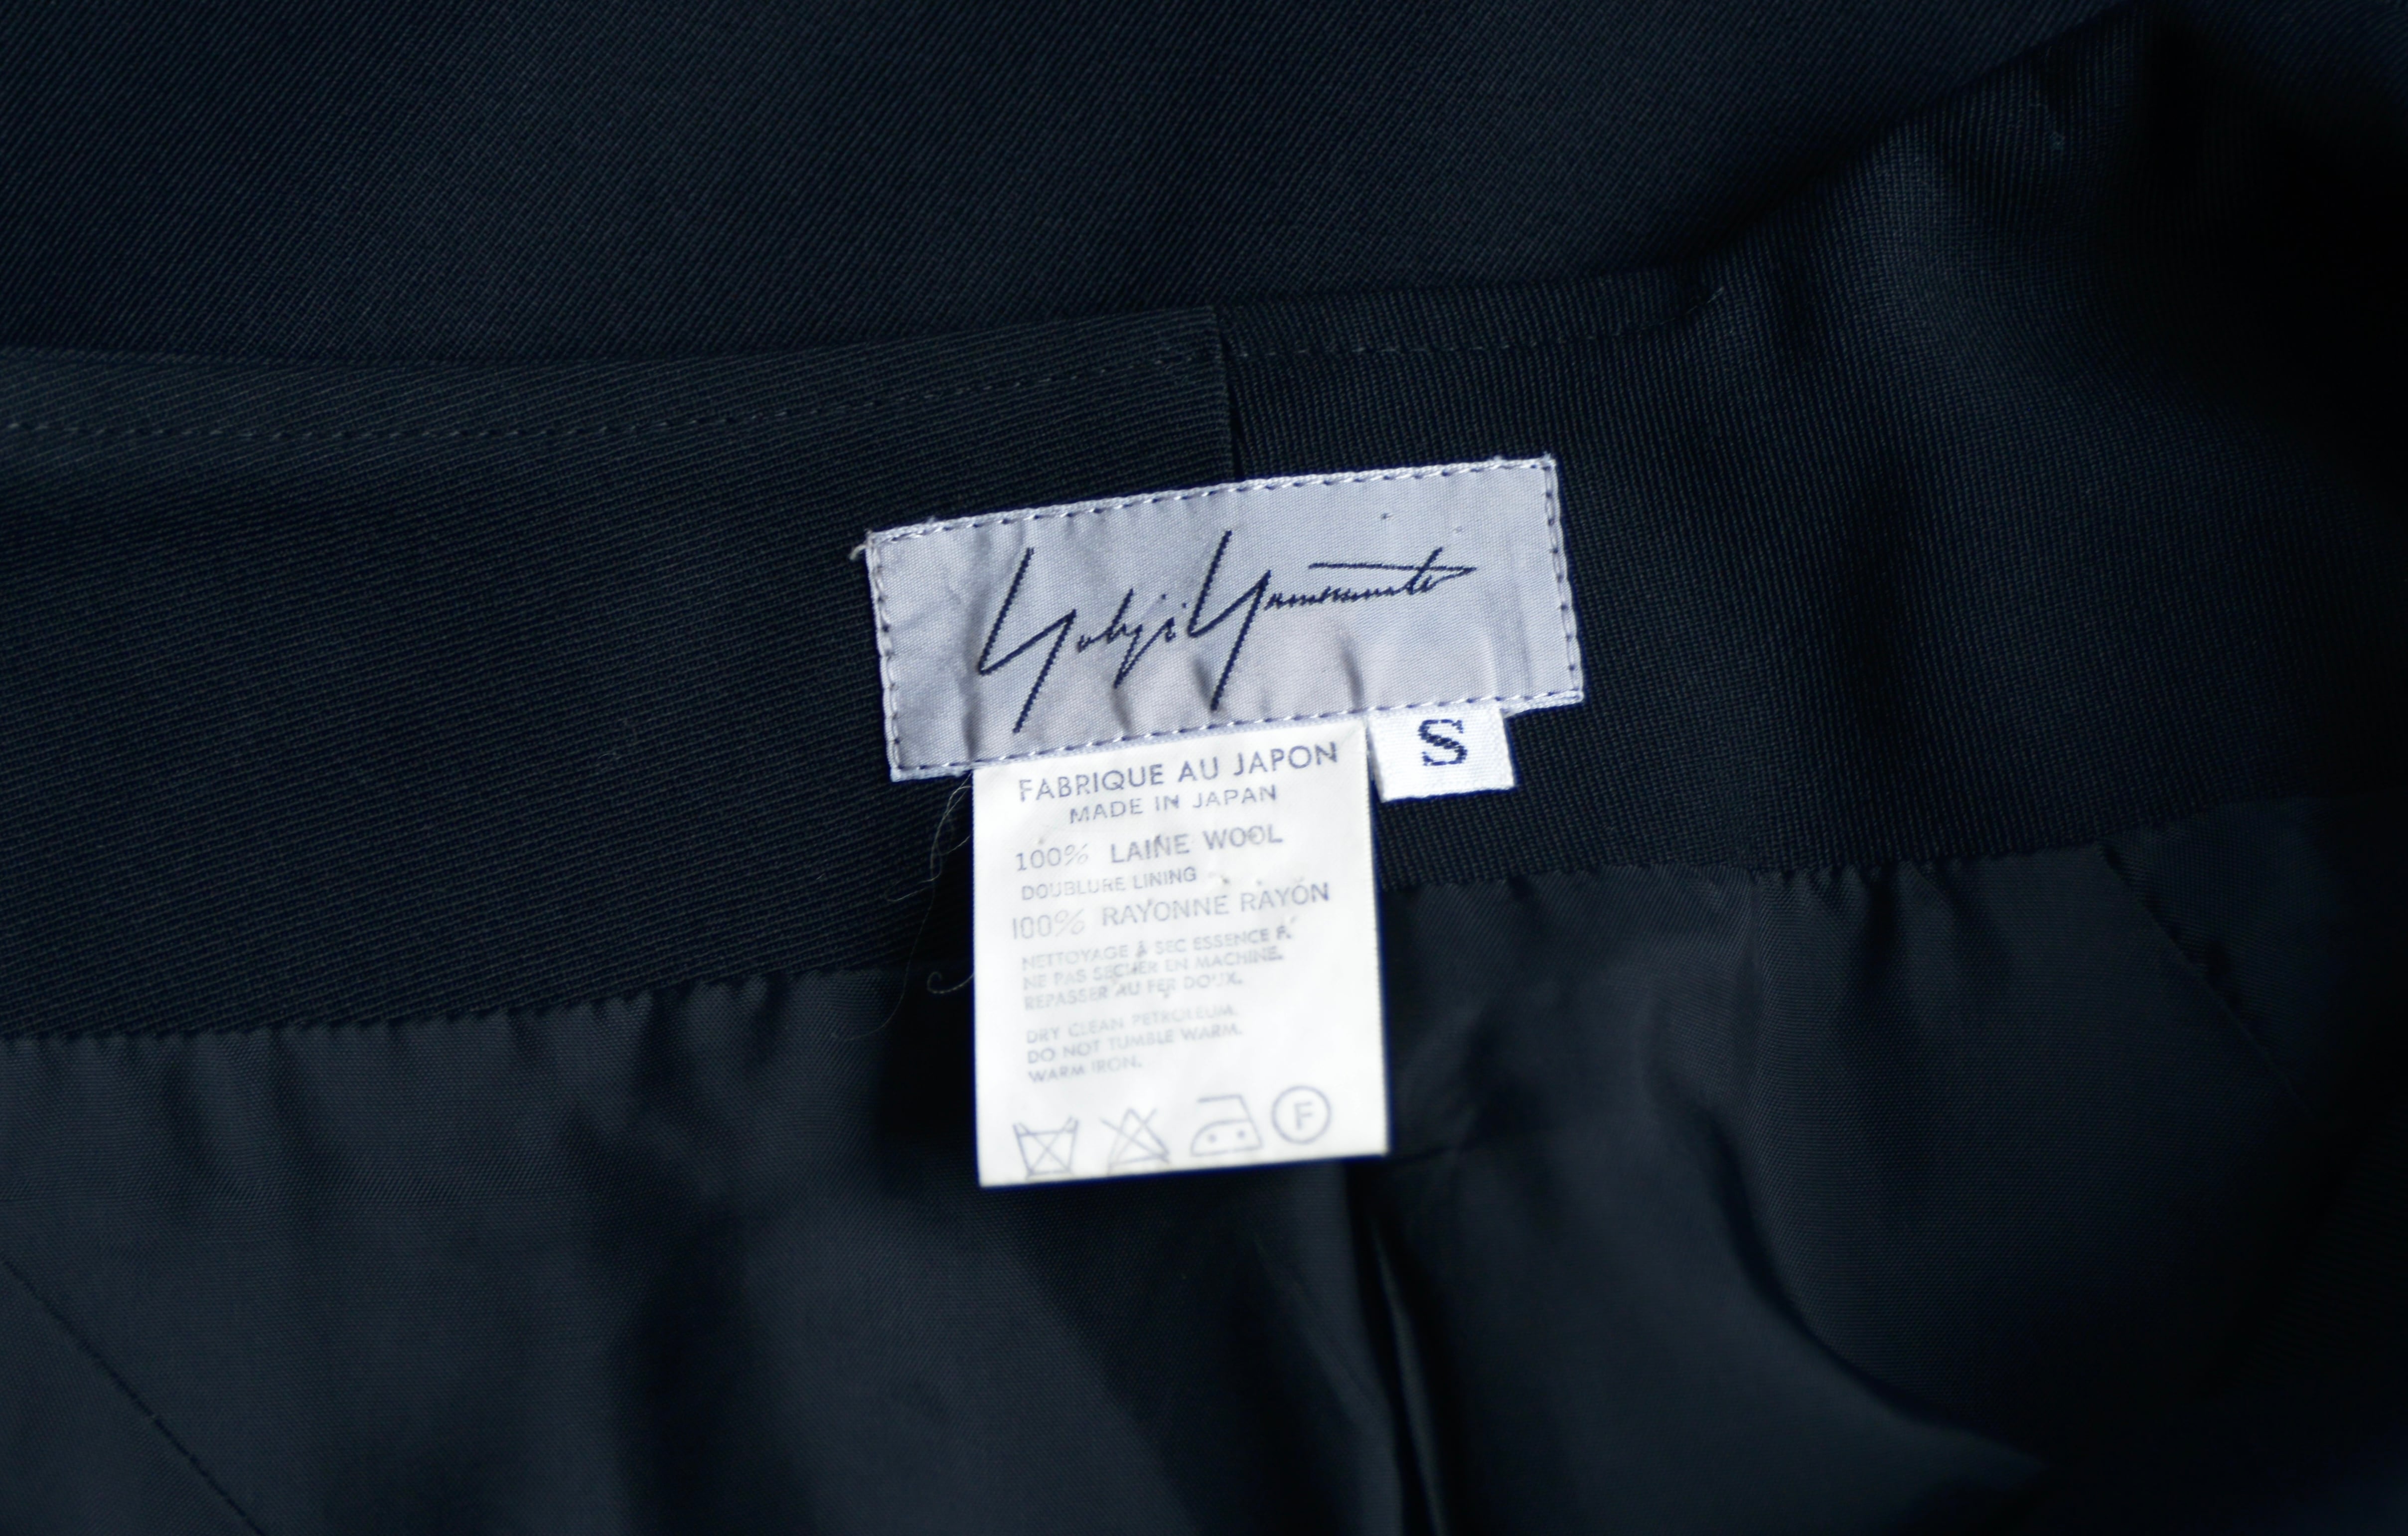 Yohji Yamamoto
S
FABRIQUE AU JAPON
MADE IN JAPAN
100% LAINE WOOL
DOUBLURE LINING
100% RAYONNE RAYON
NETTOYAGE À SEC ESSENCE F.
NE PAS SÉCHER EN MACHINE.
REPASSER AU FER DOUX.
DRY CLEAN PETROLEUM.
DO NOT TUMBLE WARM.
WARM IRON.
F